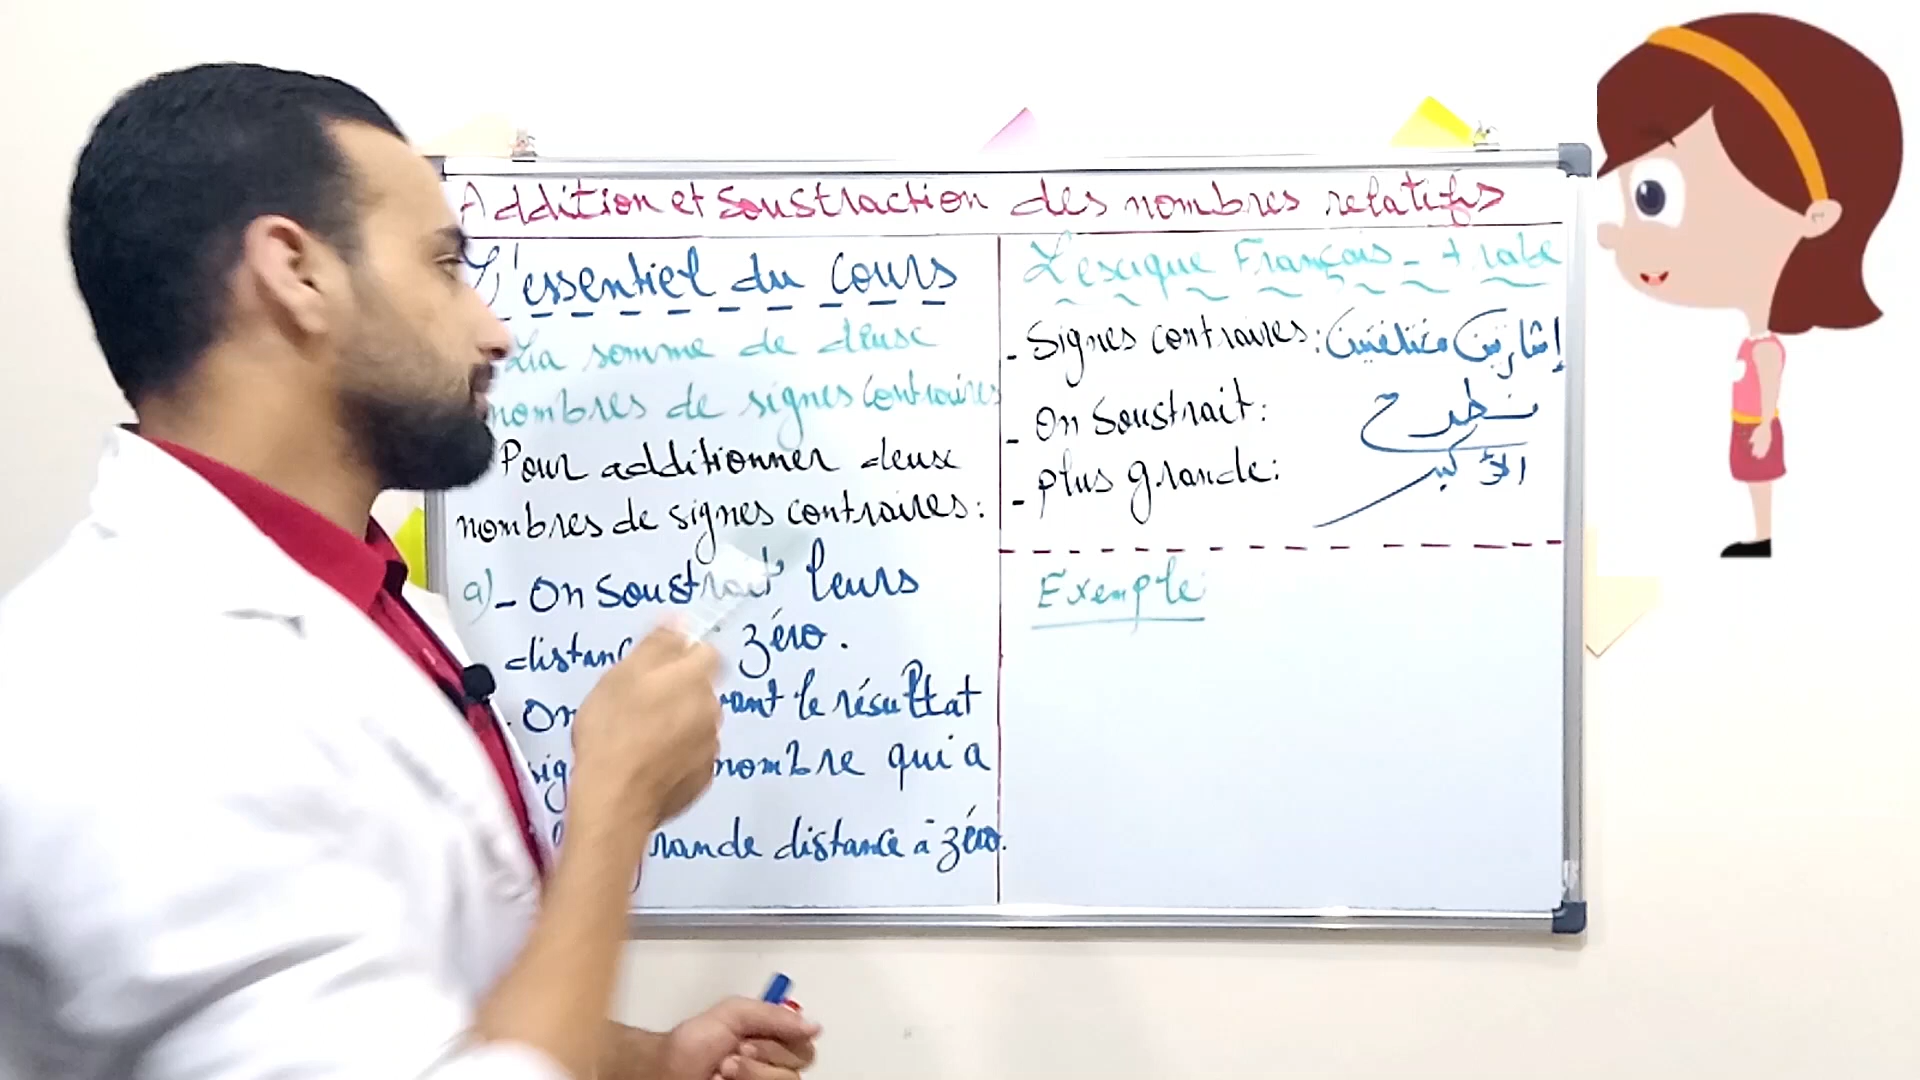 Addition et soustraction des nombres relatifs
L'essentiel du cours
La somme de deux
nombres de signes contraires
Pour additionner deux
nombres de signes contraires:
a)- On soustrait leurs
zéro.
le résultat
nombre qui a
distance à zéro.
Lexique Français - Arabe
- Signes contraires: إشارتين مختلفتين
- On soustrait: نطرح
- plus grande: الأكبر
Exemple